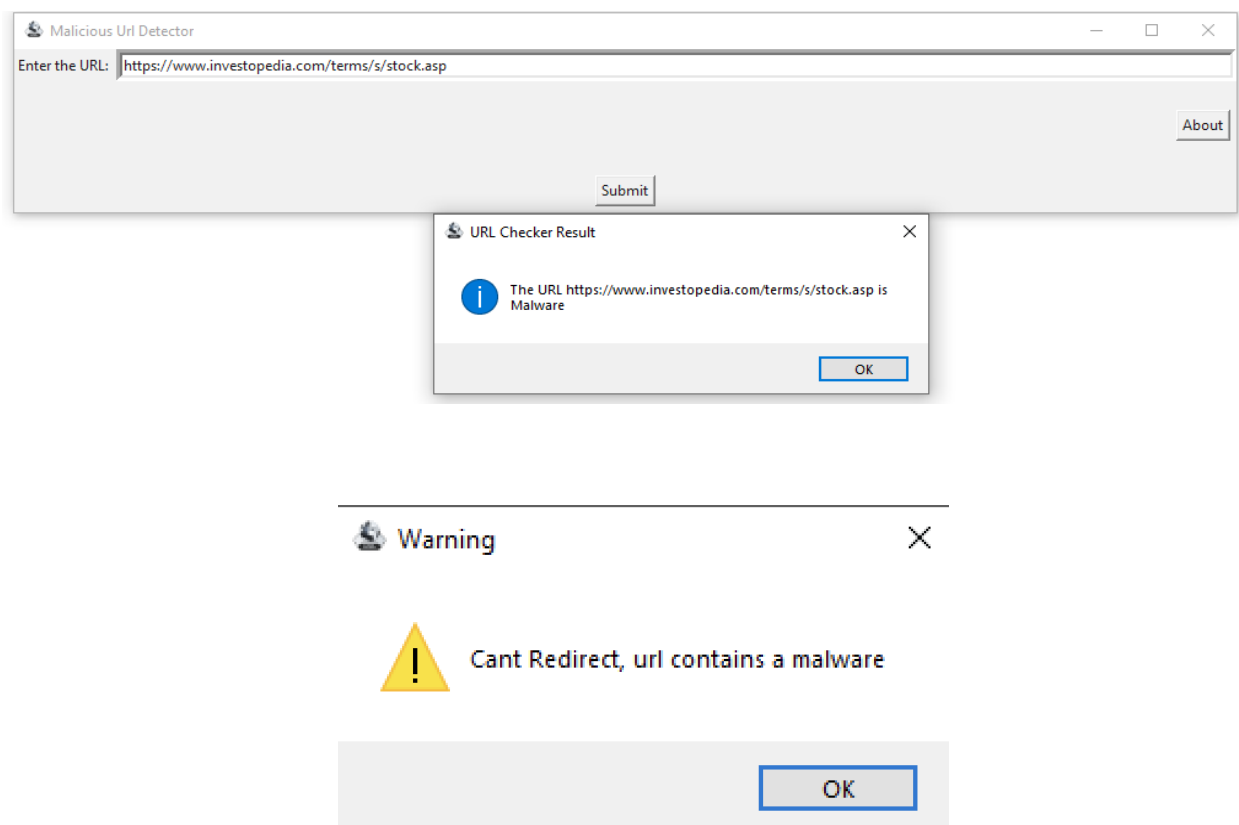 Malicious Url Detector
Enter the URL: https://www.investopedia.com/terms/s/stock.asp
About
Submit
URL Checker Result
The URL https://www.investopedia.com/terms/s/stock.asp is
Malware
OK
Warning
Cant Redirect, url contains a malware
OK